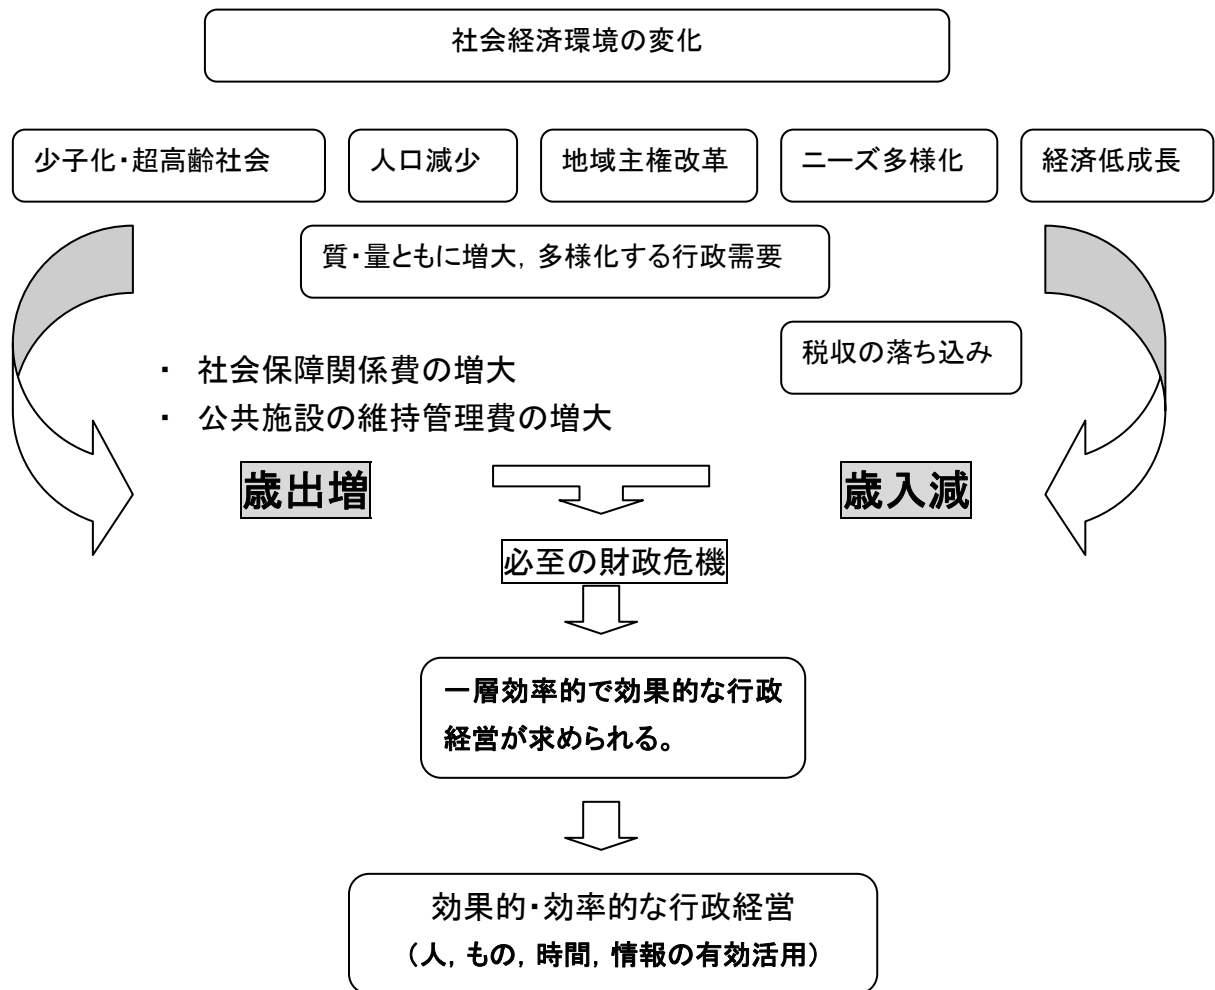 社会経済環境の変化
少子化・超高齢社会
人口減少
地域主権改革
ニーズ多様化
経済低成長
質・量ともに増大，多様化する行政需要
税収の落ち込み
・ 社会保障関係費の増大
・ 公共施設の維持管理費の増大
歳出増
歳入減
必至の財政危機
一層効率的で効果的な行政
経営が求められる。
効果的・効率的な行政経営
（人，もの，時間，情報の有効活用）